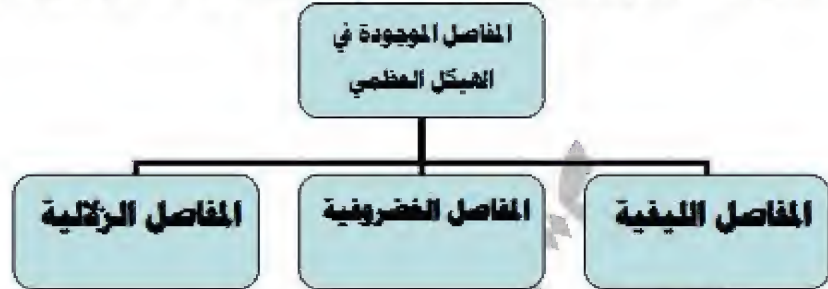 المفاصل الموجودة في
الهيكل العظمي
المفاصل الليفية
المفاصل الغضروفية
المفاصل الزلالية